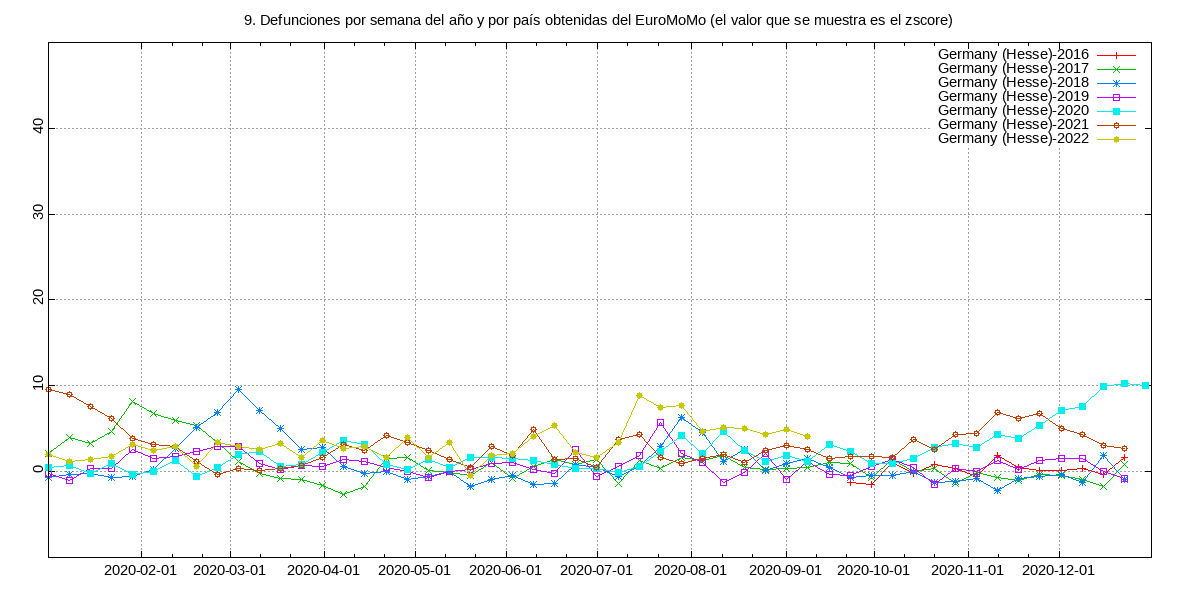 9. Defunciones por semana del año y por país obtenidas del EuroMoMo (el valor que se muestra es el zscore)
Germany (Hesse)-2016
Germany (Hesse)-2017
Germany (Hesse)-2018
Germany (Hesse)-2019
Germany (Hesse)-2020
Germany (Hesse)-2021
Germany (Hesse)-2022
40
30
20
10
0
2020-02-01 2020-03-01 2020-04-01 2020-05-01 2020-06-01 2020-07-01 2020-08-01 2020-09-01 2020-10-01 2020-11-01 2020-12-01